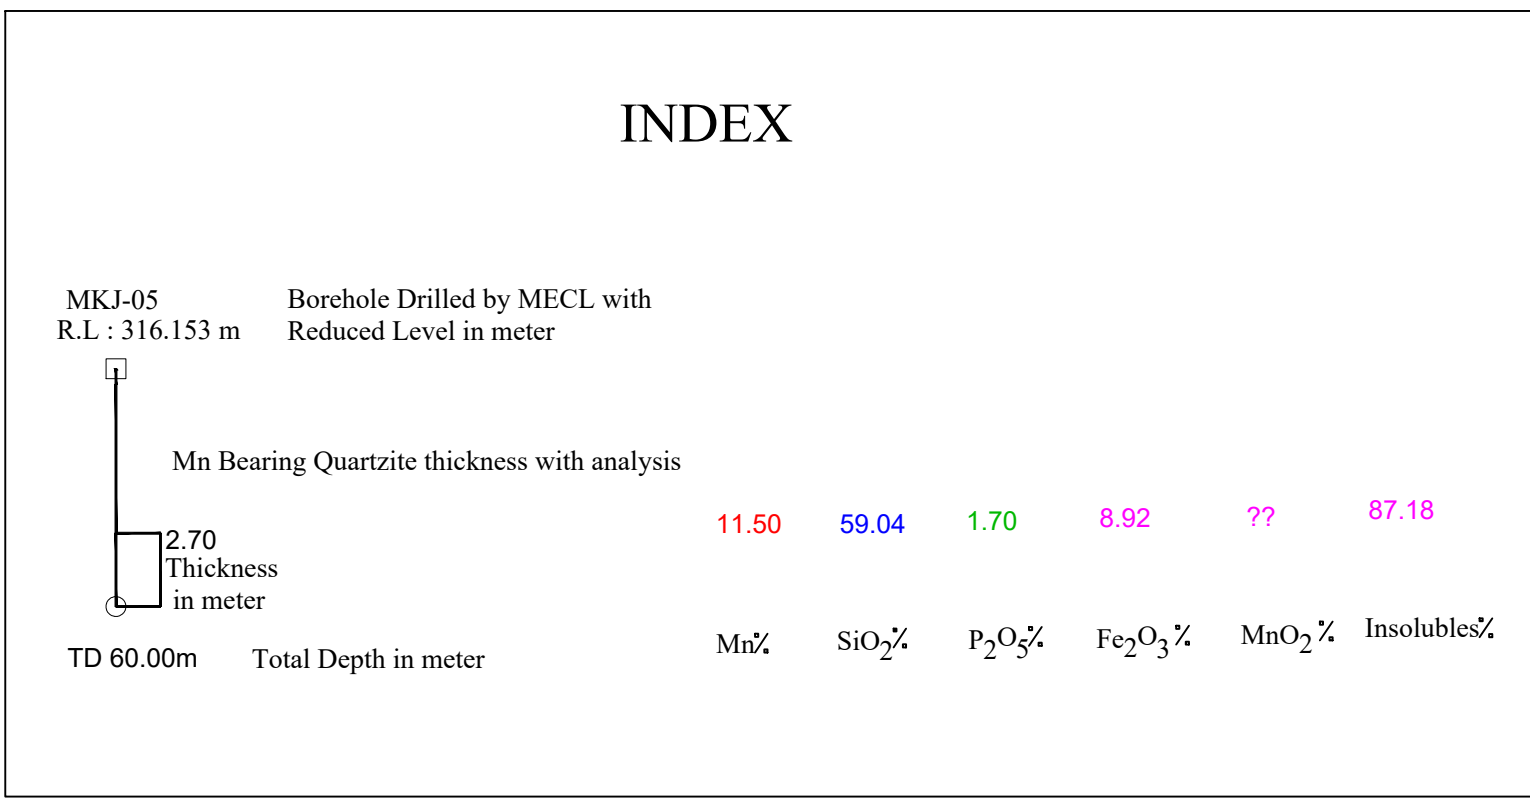 INDEX
MKJ-05
R.L : 316.153 m
Borehole Drilled by MECL with
Reduced Level in meter
Mn Bearing Quartzite thickness with analysis
2.70
Thickness
in meter
11.50 59.04 1.70 8.92 ?? 87.18
Mn% SiO2% P2O5% Fe2O3% MnO2% Insolubles%
TD 60.00m Total Depth in meter